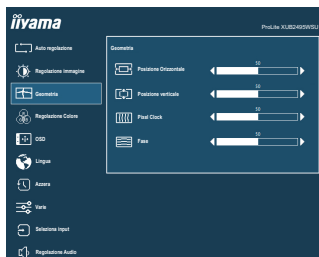 iiyama
ProLite XUB2495WSU
Auto regolazione
Regolazione Immagine
Geometria
Regolazione Colore
OSD
Lingua
Azzera
Varie
Seleziona input
Regolazione Audio
Geometria
Posizione Orizzontale
50
Posizione verticale
50
Pixel Clock
50
Fase
50